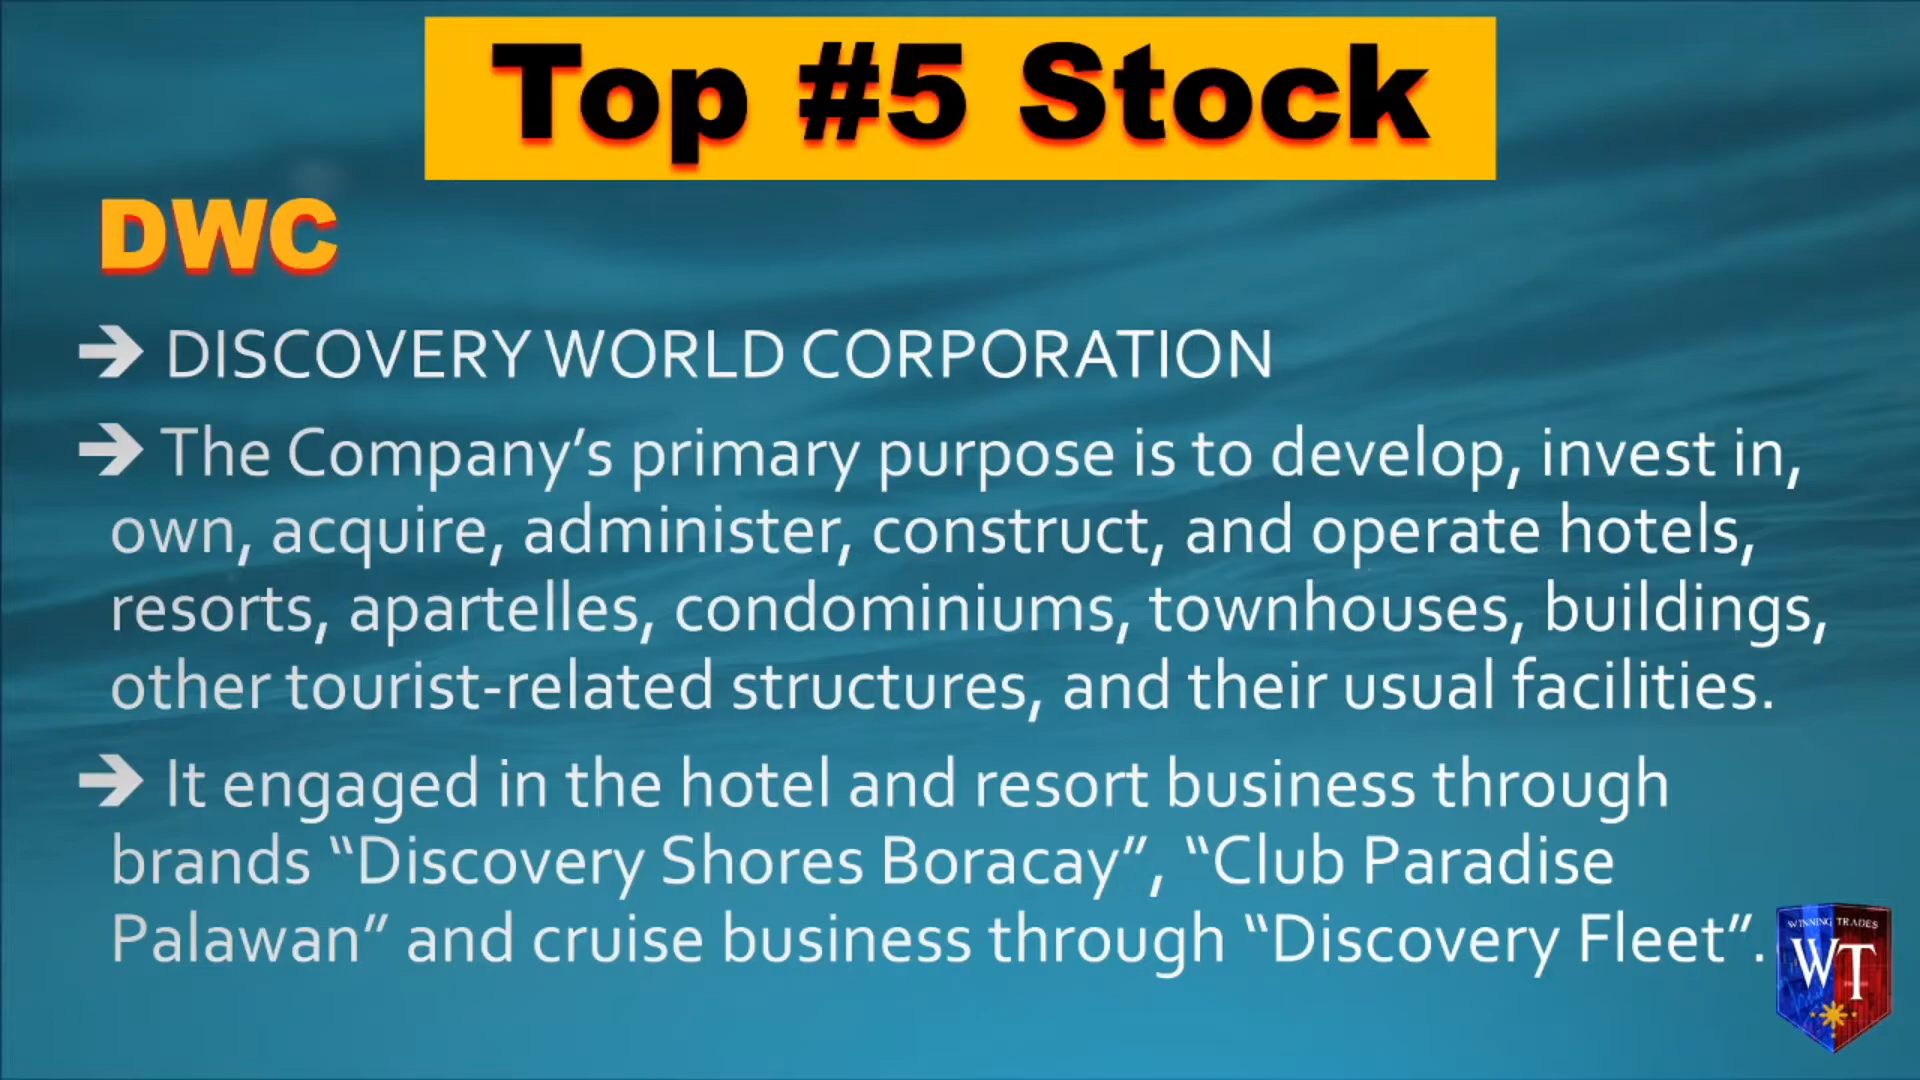 Top #5 Stock
DWC
➔ DISCOVERY WORLD CORPORATION
➔ The Company’s primary purpose is to develop, invest in,
own, acquire, administer, construct, and operate hotels,
resorts, apartelles, condominiums, townhouses, buildings,
other tourist-related structures, and their usual facilities.
➔ It engaged in the hotel and resort business through
brands “Discovery Shores Boracay”, “Club Paradise
Palawan” and cruise business through “Discovery Fleet”.
WINNING TRADES
WT